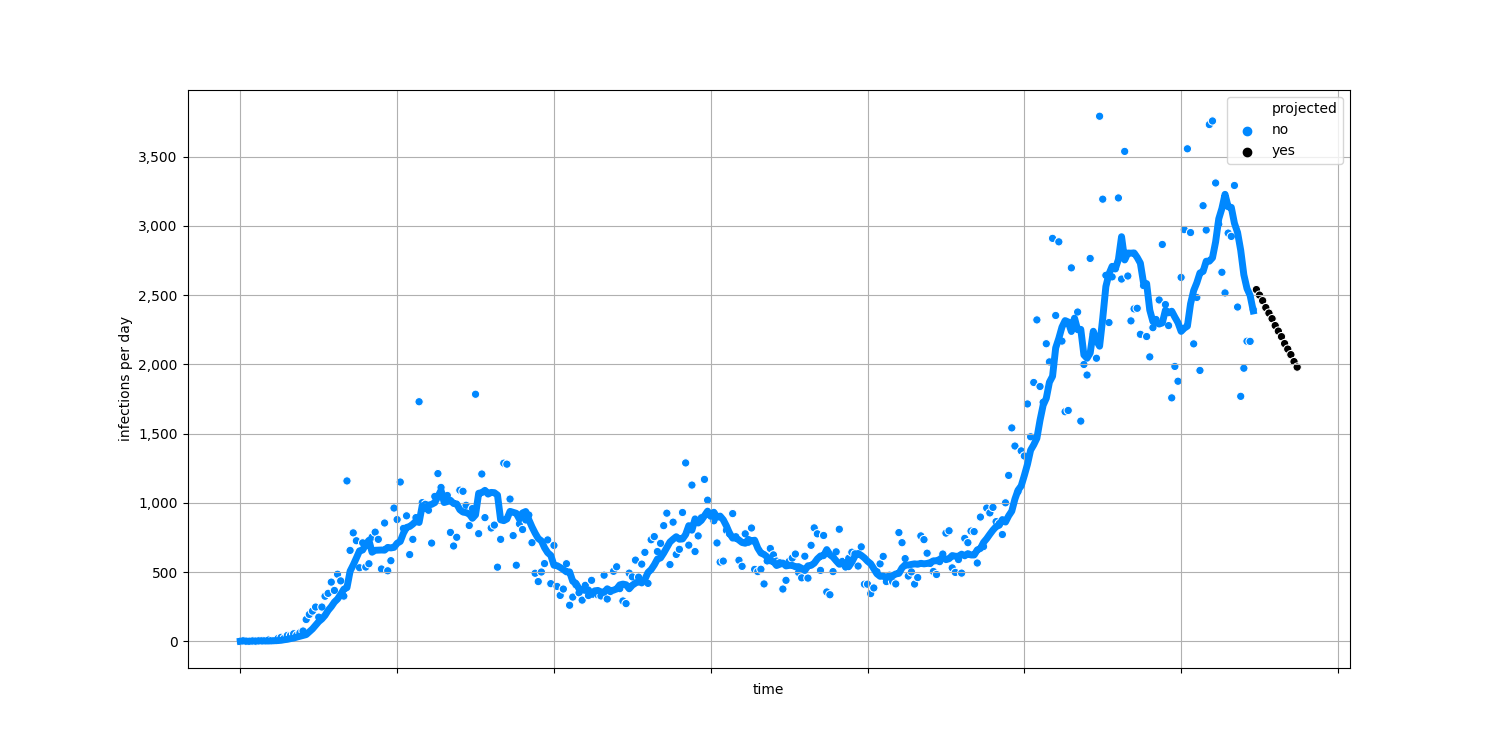 projected
no
yes
3,500
3,000
2,500
2,000
1,500
1,000
500
0
infections per day
time